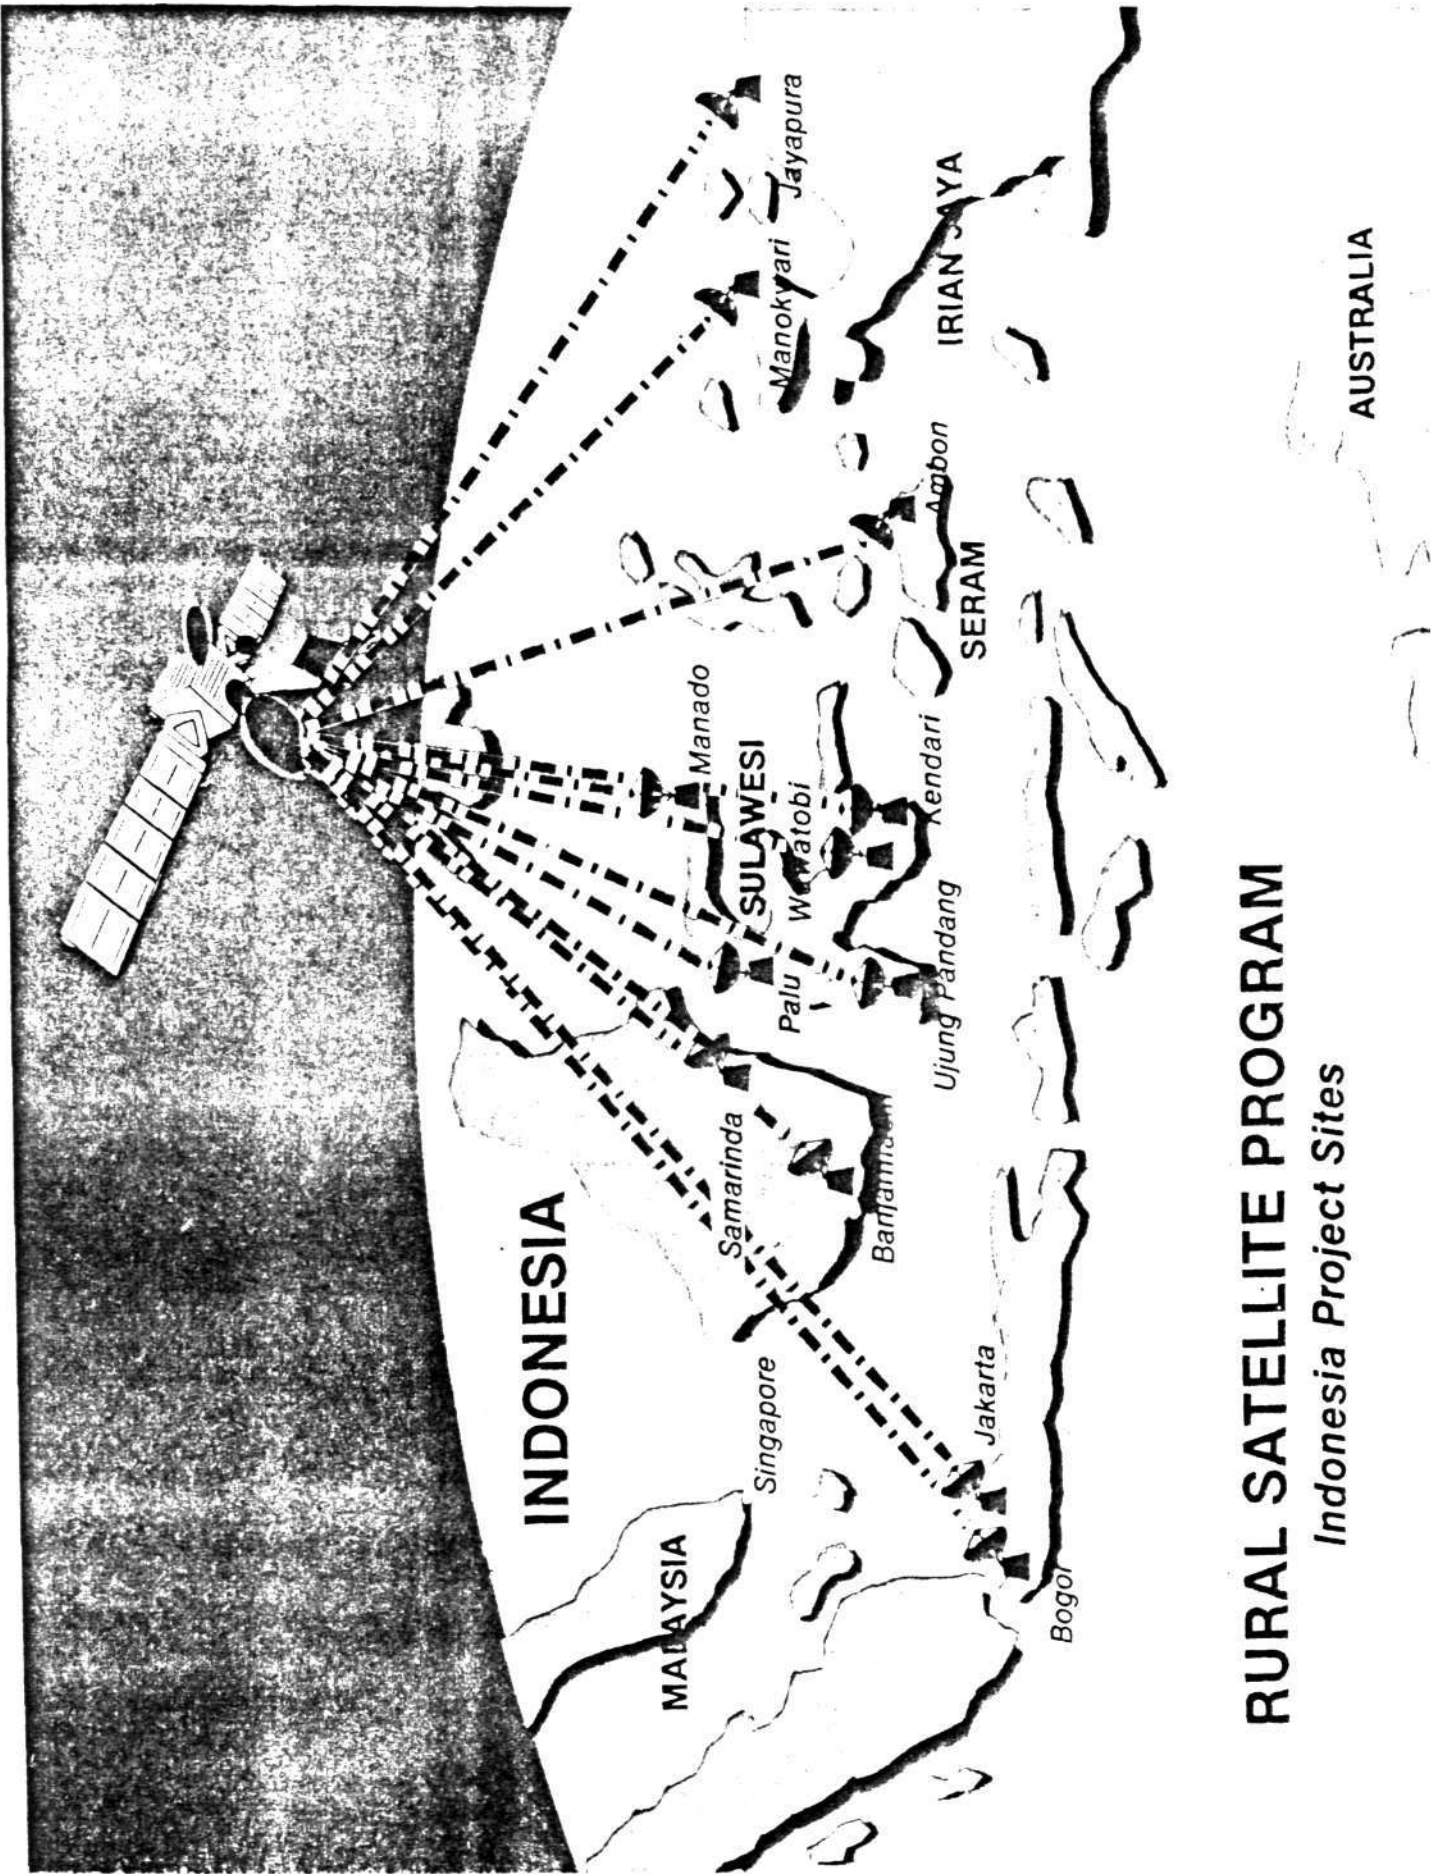 INDONESIA
MALAYSIA
Singapore
Samarinda
Banjarmasin
Palu
SULAWESI
Manado
Wawatobi
Ujung Pandang
Kendari
SERAM
Ambon
Manokwari
Jayapura
IRIAN JAYA
Jakarta
Bogor
AUSTRALIA
RURAL SATELLITE PROGRAM
Indonesia Project Sites